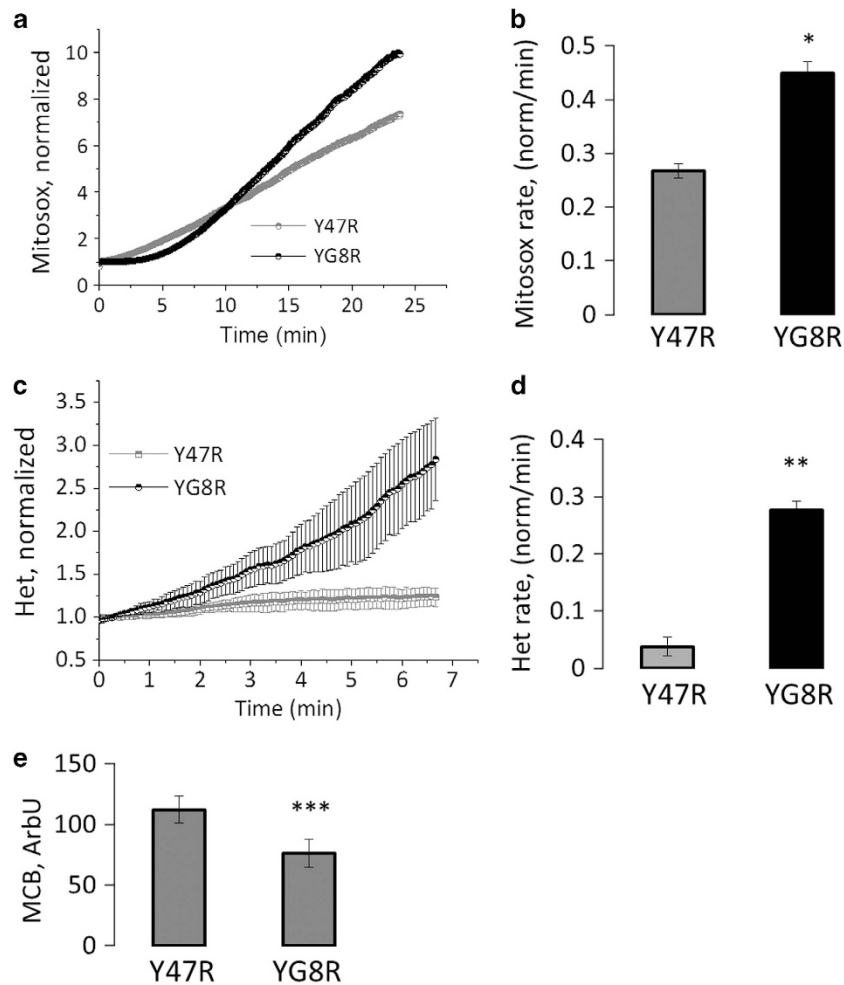 a
Mitosox, normalized
10
8
6
4
2
0
0 5 10 15 20 25
Time (min)
Y47R
YG8R
b
Mitosox rate, (norm/min)
0.5
0.4
0.3
0.2
0.1
0
*
Y47R YG8R
c
Het, normalized
3.5
3.0
2.5
2.0
1.5
1.0
0.5
0 1 2 3 4 5 6 7
Time (min)
Y47R
YG8R
d
Het rate, (norm/min)
0.4
0.3
0.2
0.1
0
**
Y47R YG8R
e
MCB, ArbU
150
100
50
0
***
Y47R YG8R